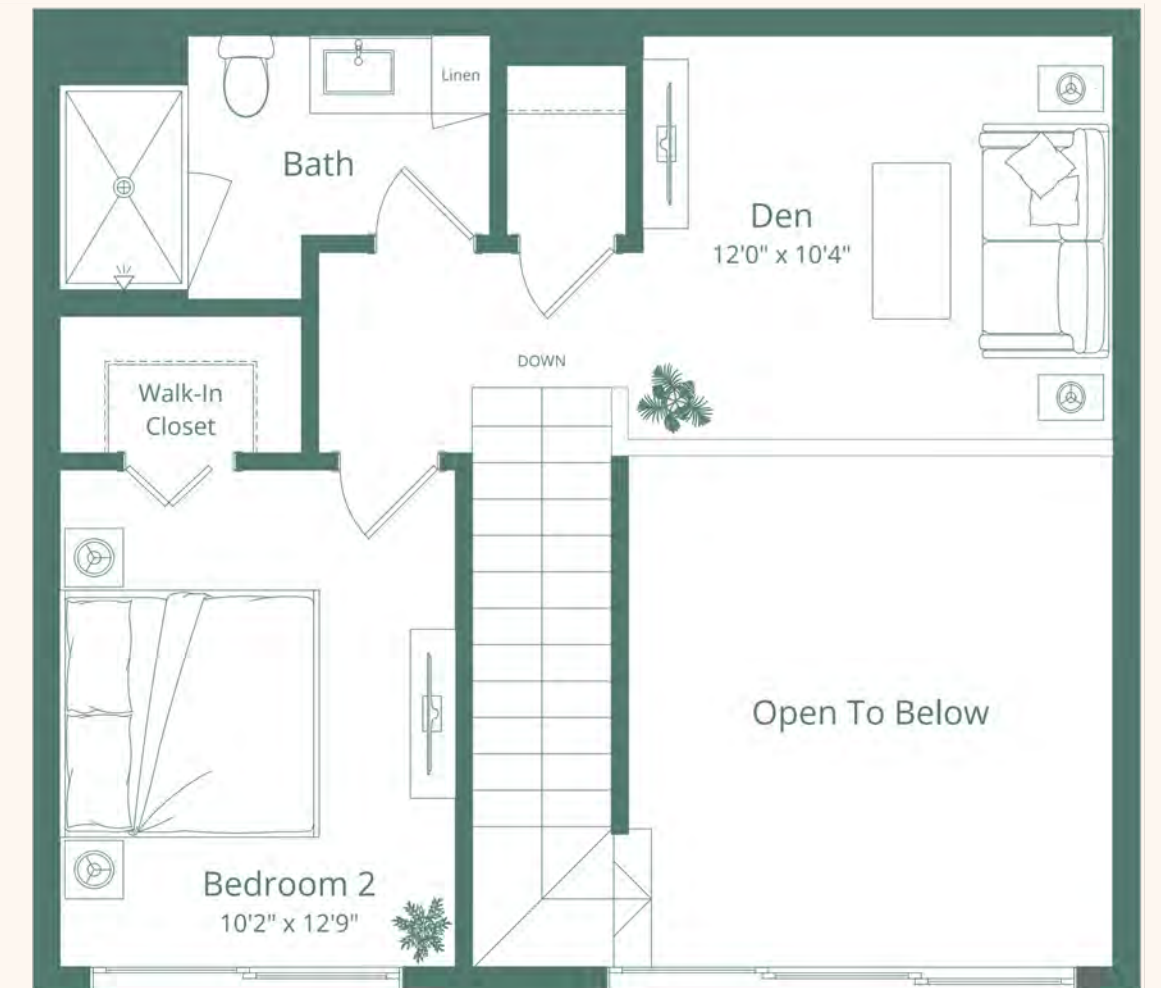 Linen
Bath
Den
12'0" x 10'4"
DOWN
Walk-In
Closet
Open To Below
Bedroom 2
10'2" x 12'9"